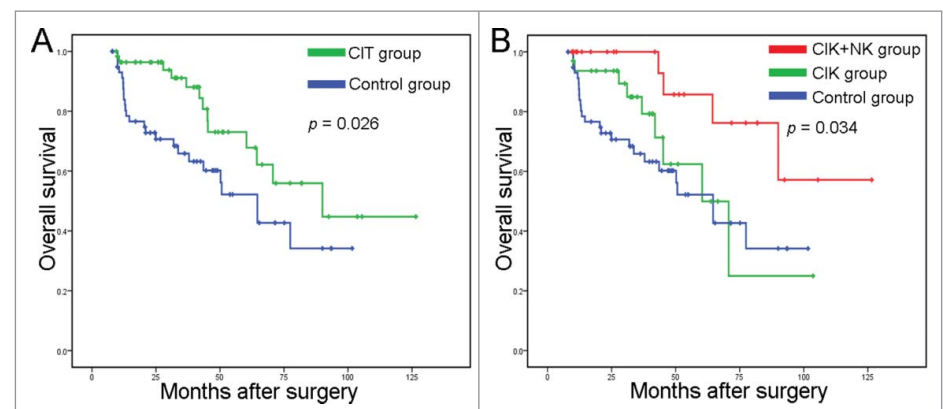 A
CIT group
Control group
p = 0.026
Overall survival
1.0
0.8
0.6
0.4
0.2
0.0
0 25 50 75 100 125
Months after surgery
B
CIK+NK group
CIK group
Control group
p = 0.034
Overall survival
1.0
0.8
0.6
0.4
0.2
0.0
0 25 50 75 100 125
Months after surgery